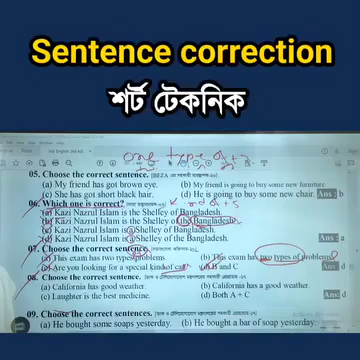 Sentence correction
শর্ট টেকনিক
one type of + s
05. Choose the correct sentence.
(a) My friend has got brown eye.
(b) My friend is going to buy some new furniture
(c) She has got short black hair.
(d) He is going to buy some new chair
Ans : b
06. Which one is correct?
(a) Kazi Nazrul Islam is the Shelley of Bangladesh.
(b) Kazi Nazrul Islam is Shelley of the Bangladesh.
(c) Kazi Nazrul Islam is a Shelley of Bangladesh.
(d) Kazi Nazrul Islam is a Shelley of the Bangladesh.
Ans : a
07. Choose the correct sentence.
(a) This exam has two types problems.
(b) This exam has two types of problems
(c) Are you looking for a special kind of car
(d) B and C
Ans : d
08. Choose the correct sentence.
(a) California has good weather.
(b) California has a good weather.
(c) Laughter is the best medicine.
(d) Both A + C
Ans : d
09. Choose the correct sentences.
(a) He bought some soaps yesterday.
(b) He bought a bar of soap yesterday.